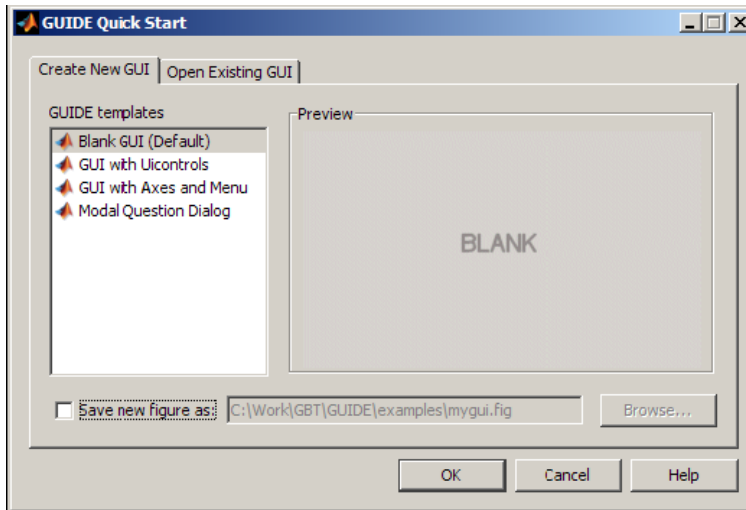 GUIDE Quick Start
Create New GUI
Open Existing GUI
GUIDE templates
Preview
Blank GUI (Default)
GUI with Uicontrols
GUI with Axes and Menu
Modal Question Dialog
BLANK
Save new figure as:
C:\Work\GBT\GUIDE\examples\mygui.fig
Browse...
OK
Cancel
Help